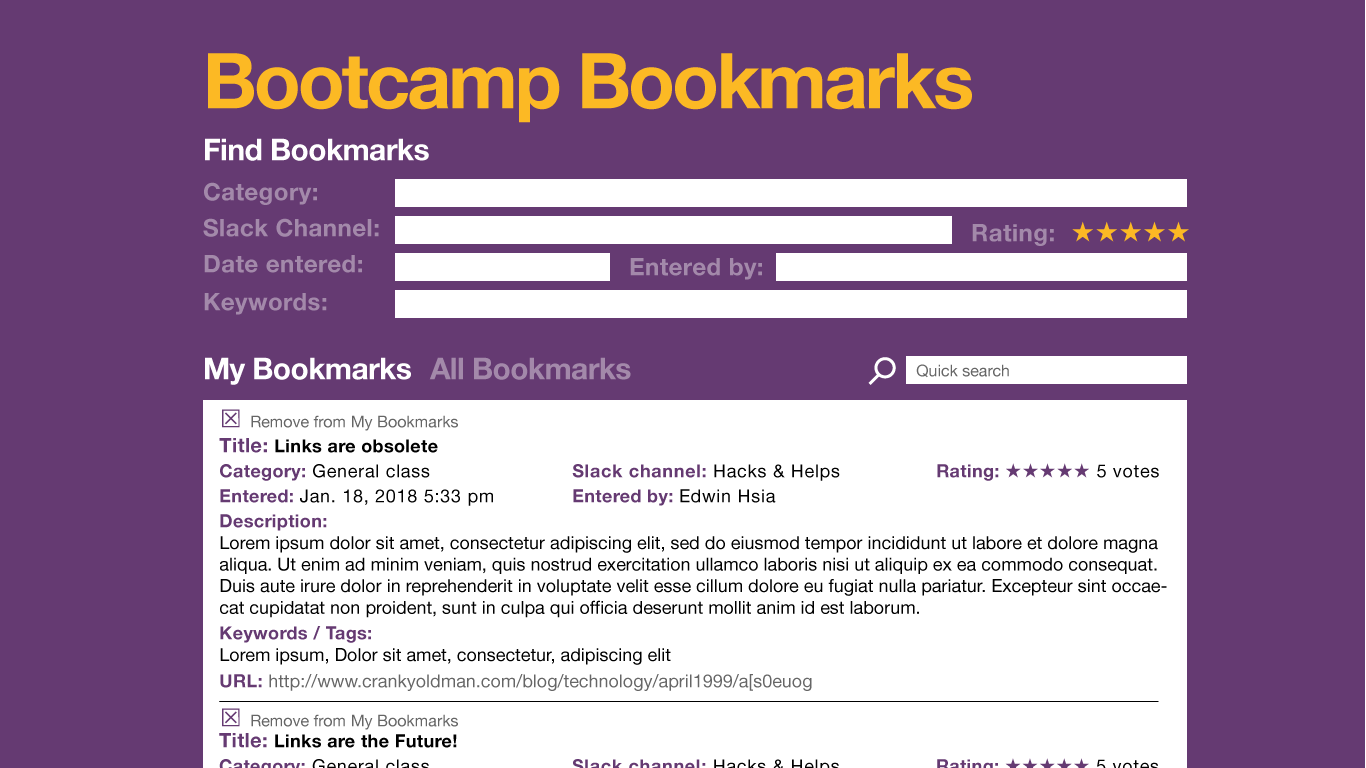 Bootcamp Bookmarks
Find Bookmarks
Category:
Slack Channel: Rating: ★★★★★
Date entered: Entered by:
Keywords:
My Bookmarks All Bookmarks Quick search
Remove from My Bookmarks
Title: Links are obsolete
Category: General class Slack channel: Hacks & Helps Rating: ★★★★★ 5 votes
Entered: Jan. 18, 2018 5:33 pm Entered by: Edwin Hsia
Description:
Lorem ipsum dolor sit amet, consectetur adipiscing elit, sed do eiusmod tempor incididunt ut labore et dolore magna
aliqua. Ut enim ad minim veniam, quis nostrud exercitation ullamco laboris nisi ut aliquip ex ea commodo consequat.
Duis aute irure dolor in reprehenderit in voluptate velit esse cillum dolore eu fugiat nulla pariatur. Excepteur sint occae-
cat cupidatat non proident, sunt in culpa qui officia deserunt mollit anim id est laborum.
Keywords / Tags:
Lorem ipsum, Dolor sit amet, consectetur, adipiscing elit
URL: http://www.crankyoldman.com/blog/technology/april1999/a[s0euog
Remove from My Bookmarks
Title: Links are the Future!
Category: General class Slack channel: Hacks & Helps Rating: ★★★★★ 5 votes